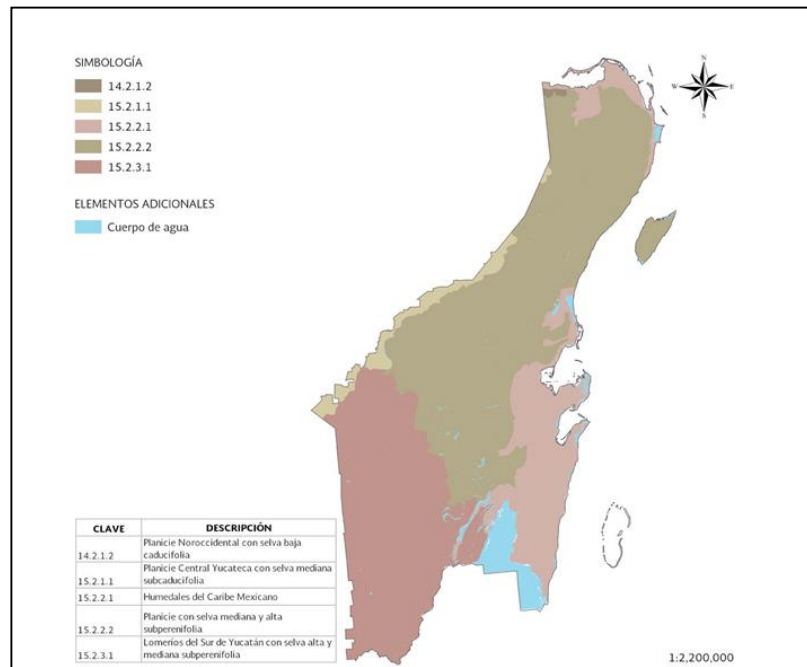 SIMBOLOGÍA
14.2.1.2
15.2.1.1
15.2.2.1
15.2.2.2
15.2.3.1
ELEMENTOS ADICIONALES
Cuerpo de agua
N
W E
S
CLAVE DESCRIPCIÓN
14.2.1.2 Planicie Noroccidental con selva baja
caducifolia
15.2.1.1 Planicie Central Yucateca con selva mediana
subcaducifolia
15.2.2.1 Humedales del Caribe Mexicano
15.2.2.2 Planicie con selva mediana y alta
subperenifolia
15.2.3.1 Lomeríos del Sur de Yucatán con selva alta y
mediana subperenifolia
1:2,200,000